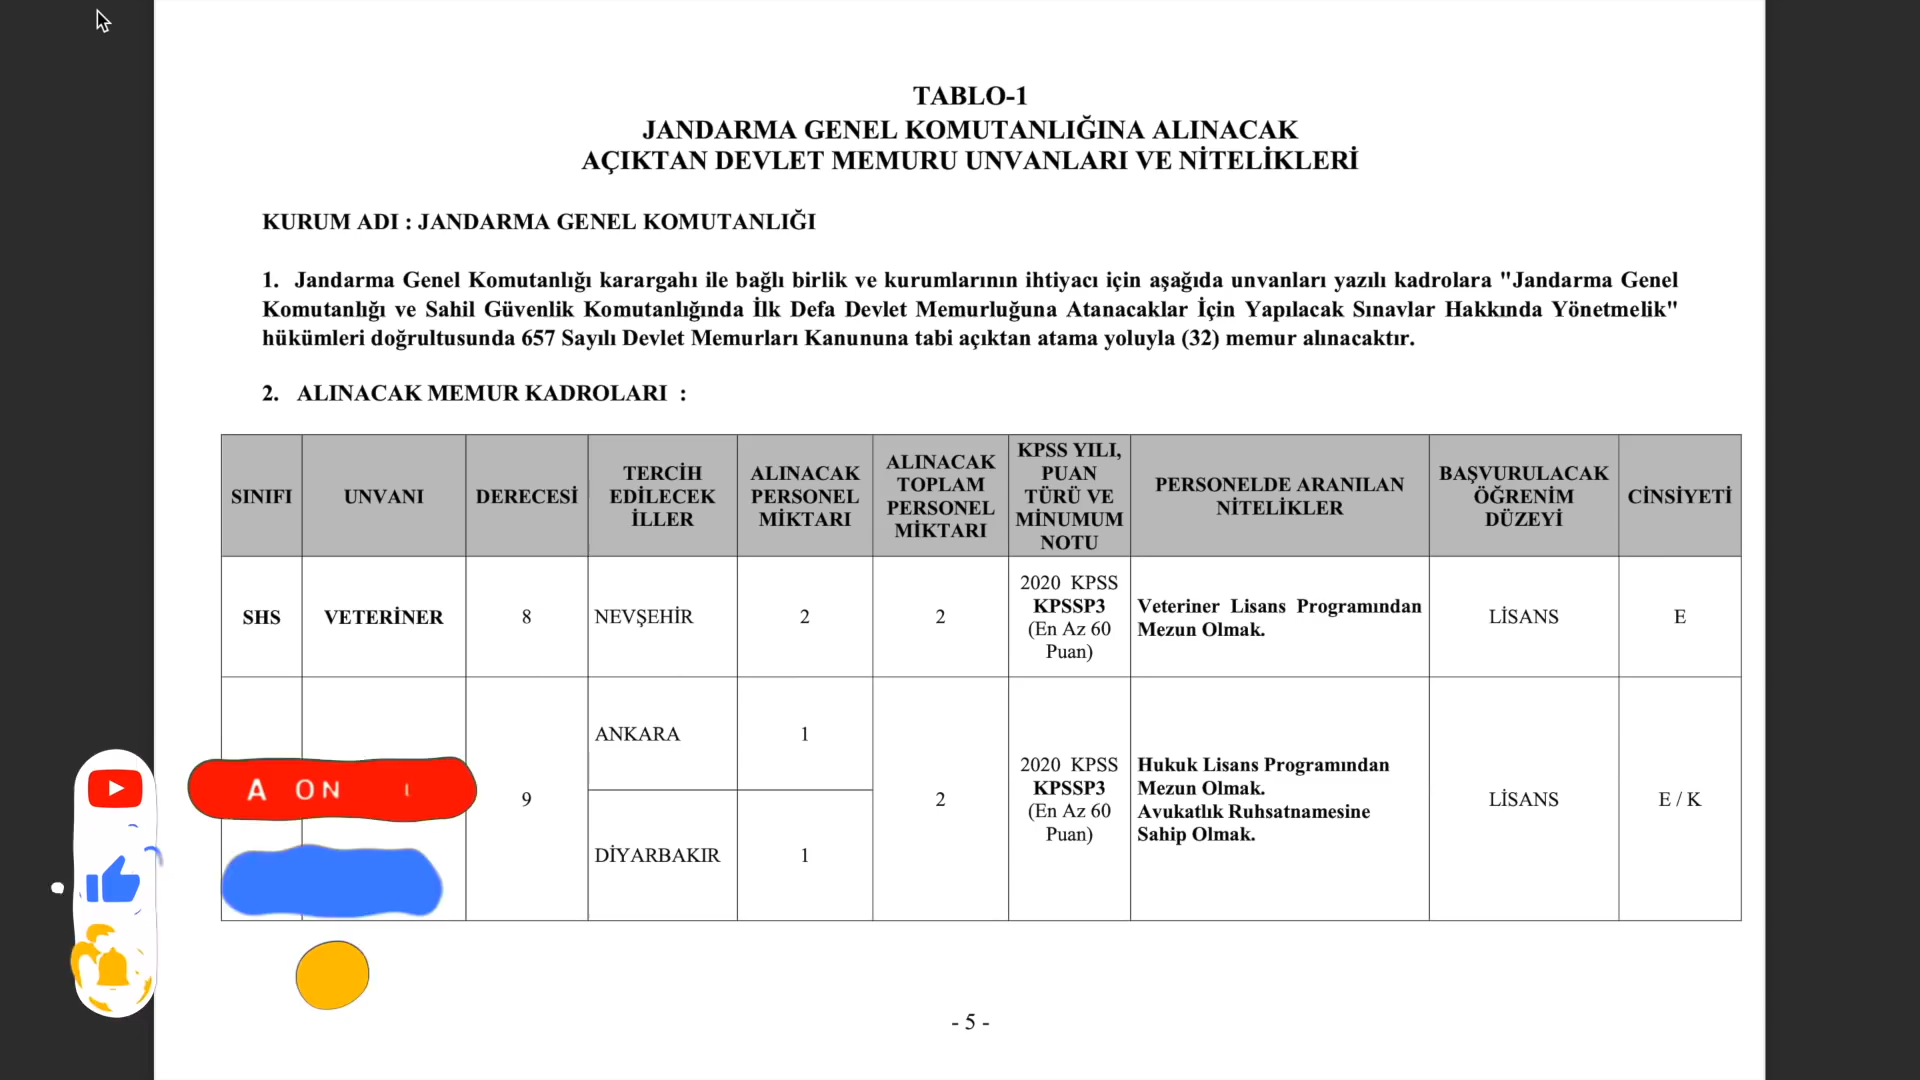 TABLO-1
JANDARMA GENEL KOMUTANLIĞINA ALINACAK
AÇIKTAN DEVLET MEMURU UNVANLARI VE NİTELİKLERİ
KURUM ADI : JANDARMA GENEL KOMUTANLIĞI
1. Jandarma Genel Komutanlığı karargahı ile bağlı birlik ve kurumlarının ihtiyacı için aşağıda unvanları yazılı kadrolara "Jandarma Genel
Komutanlığı ve Sahil Güvenlik Komutanlığında İlk Defa Devlet Memurluğuna Atanacaklar İçin Yapılacak Sınavlar Hakkında Yönetmelik"
hükümleri doğrultusunda 657 Sayılı Devlet Memurları Kanununa tabi açıktan atama yoluyla (32) memur alınacaktır.
2. ALINACAK MEMUR KADROLARI :
SINIFI
UNVANI
DERECESİ
TERCİH
EDİLECEK
İLLER
ALINACAK
PERSONEL
MİKTARI
ALINACAK
TOPLAM
PERSONEL
MİKTARI
KPSS YILI,
PUAN
TÜRÜ VE
MİNUMUM
NOTU
PERSONELDE ARANILAN
NİTELİKLER
BAŞVURULACAK
ÖĞRENİM
DÜZEYİ
CİNSİYETİ
SHS
VETERİNER
8
NEVŞEHİR
2
2
2020 KPSS
KPSSP3
(En Az 60
Puan)
Veteriner Lisans Programından
Mezun Olmak.
LİSANS
E
9
ANKARA
1
DİYARBAKIR
1
2
2020 KPSS
KPSSP3
(En Az 60
Puan)
Hukuk Lisans Programından
Mezun Olmak.
Avukatlık Ruhsatnamesine
Sahip Olmak.
LİSANS
E / K
- 5 -